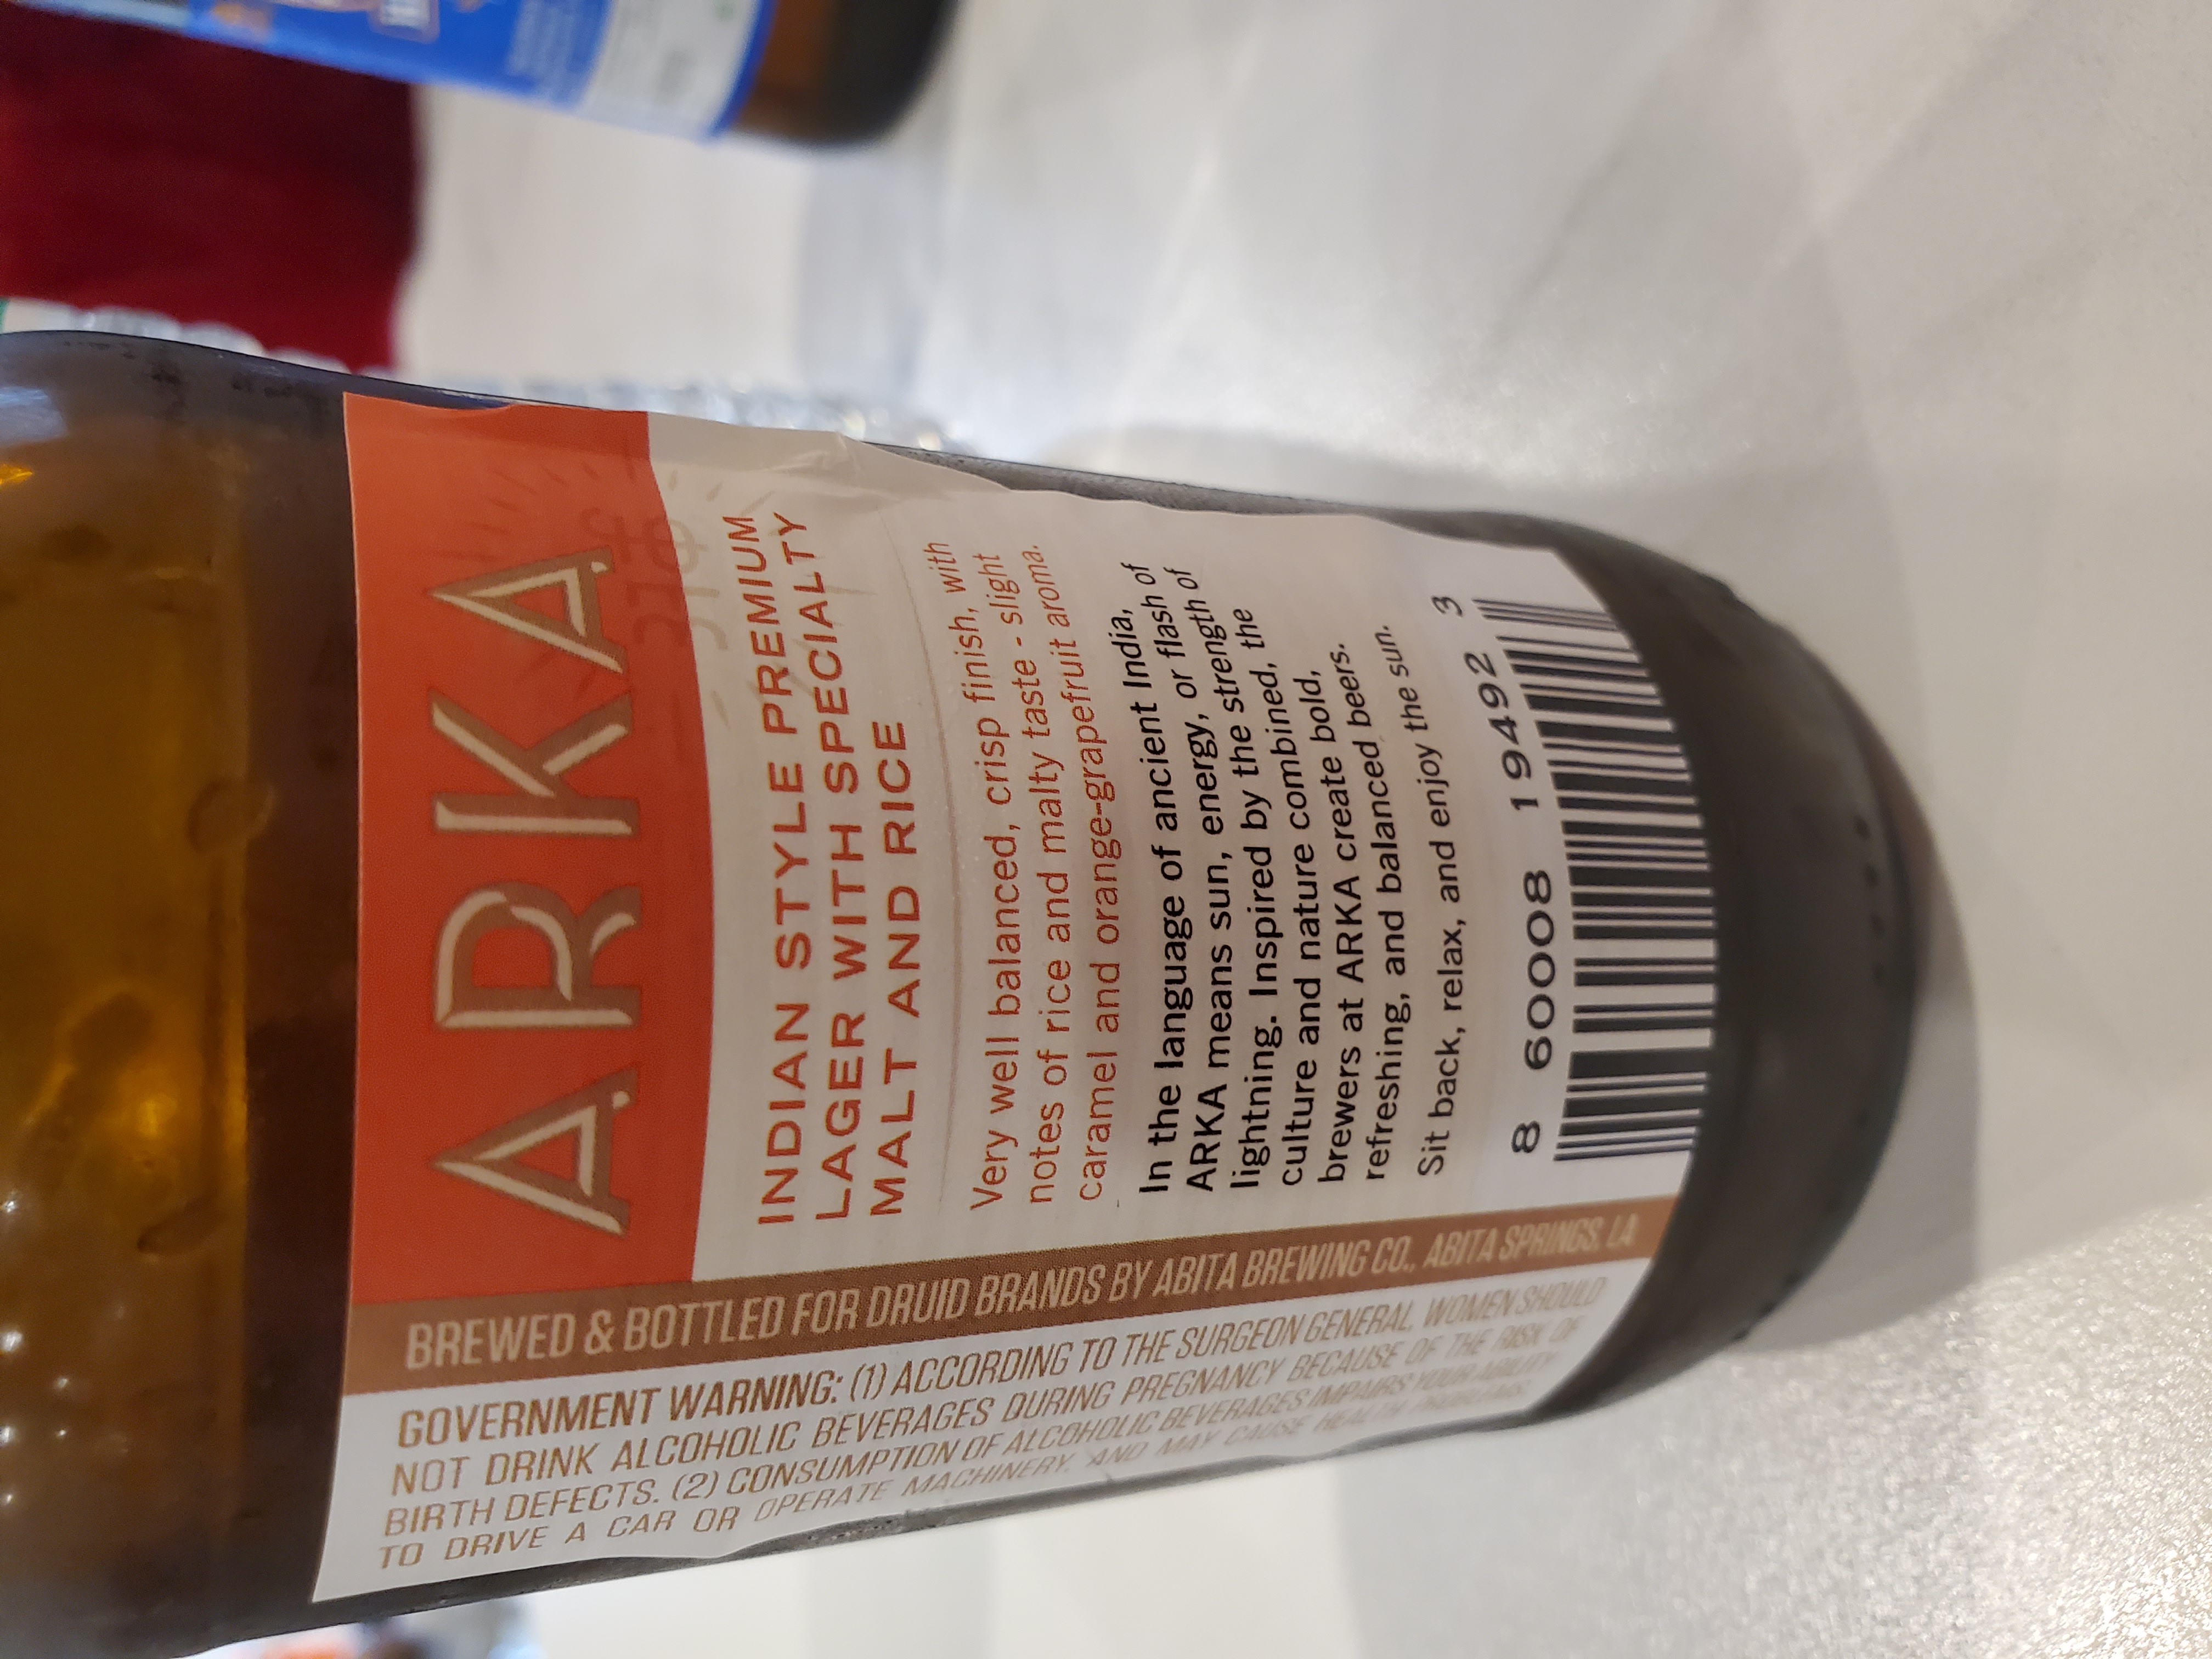 ARKA
INDIAN STYLE PREMIUM
LAGER WITH SPECIALTY
MALT AND RICE
Very well balanced, crisp finish, with
notes of rice and malty taste - slight
caramel and orange-grapefruit aroma.
In the language of ancient India,
ARKA means sun, energy, or flash of
lightning. Inspired by the strength of
culture and nature combined, the
brewers at ARKA create bold,
refreshing, and balanced beers.
Sit back, relax, and enjoy the sun.
8 60008 19492 3
BREWED & BOTTLED FOR DRUID BRANDS BY ABITA BREWING CO., ABITA SPRINGS, LA
GOVERNMENT WARNING: (1) ACCORDING TO THE SURGEON GENERAL, WOMEN SHOULD
NOT DRINK ALCOHOLIC BEVERAGES DURING PREGNANCY BECAUSE OF THE RISK OF
BIRTH DEFECTS. (2) CONSUMPTION OF ALCOHOLIC BEVERAGES IMPAIRS YOUR ABILITY
TO DRIVE A CAR OR OPERATE MACHINERY, AND MAY CAUSE HEALTH PROBLEMS.